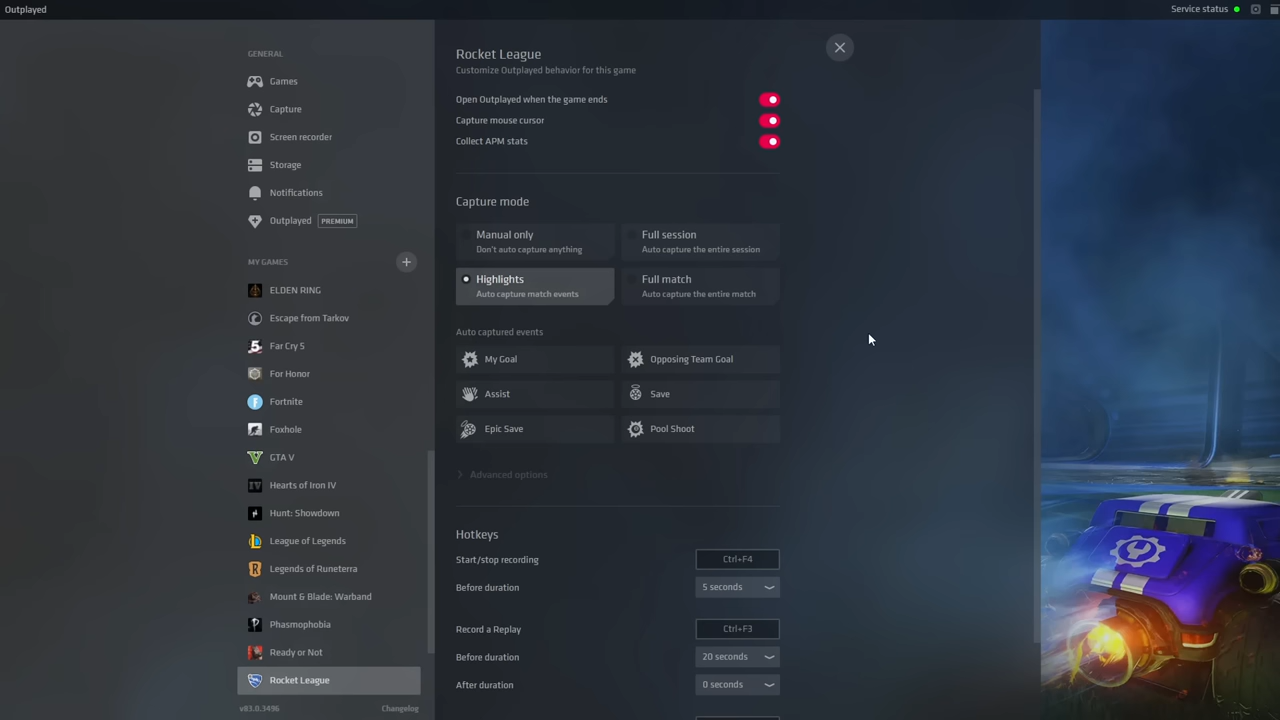 Outplayed
Service status
GENERAL
Games
Capture
Screen recorder
Storage
Notifications
Outplayed PREMIUM
MY GAMES
ELDEN RING
Escape from Tarkov
Far Cry 5
For Honor
Fortnite
Foxhole
GTA V
Hearts of Iron IV
Hunt: Showdown
League of Legends
Legends of Runeterra
Mount & Blade: Warband
Phasmophobia
Ready or Not
Rocket League
v83.0.3496 Changelog
Rocket League
Customize Outplayed behavior for this game
Open Outplayed when the game ends
Capture mouse cursor
Collect APM stats
Capture mode
Manual only
Don't auto capture anything
Full session
Auto capture the entire session
Highlights
Auto capture match events
Full match
Auto capture the entire match
Auto captured events
My Goal
Opposing Team Goal
Assist
Save
Epic Save
Pool Shoot
Advanced options
Hotkeys
Start/stop recording Ctrl+F4
Before duration 5 seconds
Record a Replay Ctrl+F3
Before duration 20 seconds
After duration 0 seconds